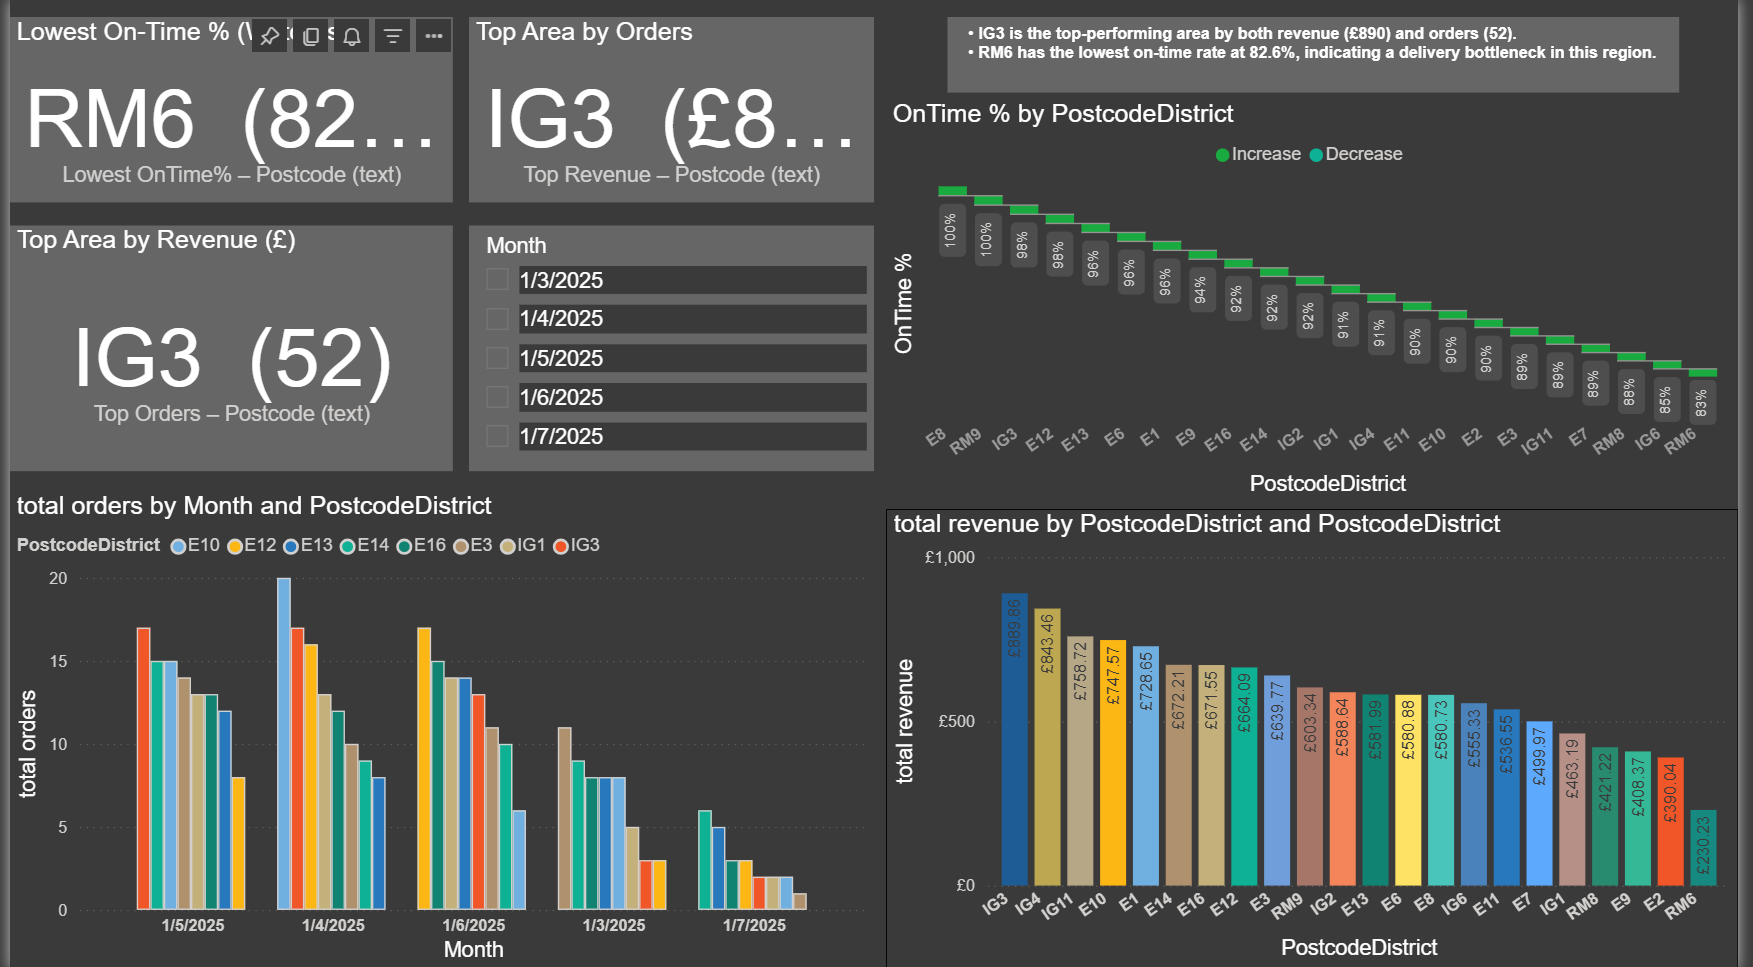 Lowest On-Time % (
Top Area by Orders
RM6 (82...
Lowest OnTime% – Postcode (text)
IG3 (£8...
Top Revenue – Postcode (text)
• IG3 is the top-performing area by both revenue (£890) and orders (52).
• RM6 has the lowest on-time rate at 82.6%, indicating a delivery bottleneck in this region.
Top Area by Revenue (£)
IG3 (52)
Top Orders – Postcode (text)
Month
1/3/2025
1/4/2025
1/5/2025
1/6/2025
1/7/2025
OnTime % by PostcodeDistrict
Increase Decrease
OnTime %
100% 100% 98% 98% 96% 96% 96% 94% 92% 92% 92% 91% 91% 90% 90% 90% 89% 89% 89% 88% 85% 83%
E8 RM9 IG3 E12 E13 E6 E1 E9 E16 E14 IG2 IG1 IG4 E11 E10 E2 E3 IG11 E7 RM8 IG6 RM6
PostcodeDistrict
total orders by Month and PostcodeDistrict
PostcodeDistrict E10 E12 E13 E14 E16 E3 IG1 IG3
total orders
20
15
10
5
0
1/5/2025 1/4/2025 1/6/2025 1/3/2025 1/7/2025
Month
total revenue by PostcodeDistrict and PostcodeDistrict
total revenue
£1,000
£500
£0
£889.86 £843.46 £758.72 £747.57 £728.65 £672.21 £671.55 £664.09 £639.77 £603.34 £588.64 £581.99 £580.88 £580.73 £555.33 £536.55 £499.97 £463.19 £421.22 £408.37 £390.04 £230.23
IG3 IG4 IG11 E10 E1 E14 E16 E12 E3 RM9 IG2 E13 E6 E8 IG6 E11 E7 IG1 RM8 E9 E2 RM6
PostcodeDistrict